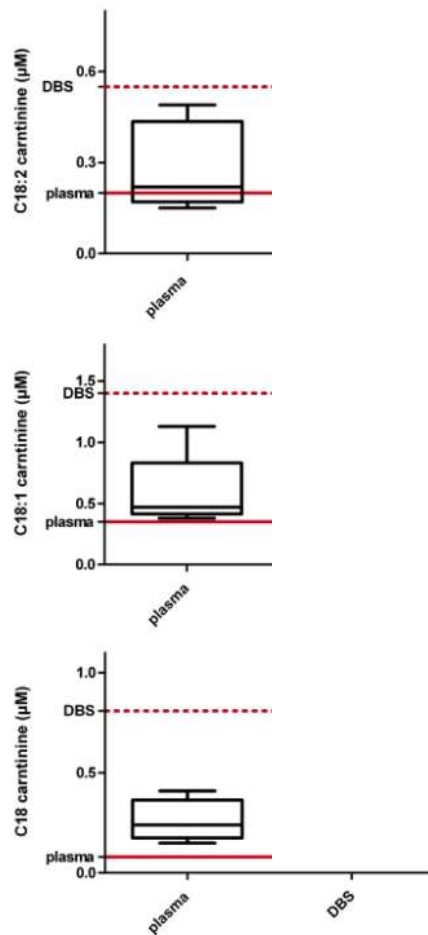 C18:2 carntinine (µM)
0.6
DBS
0.3
plasma
0.0
plasma
C18:1 carntinine (µM)
1.5
DBS
1.0
0.5
plasma
0.0
plasma
C18 carntinine (µM)
1.0
DBS
0.5
plasma
0.0
plasma
DBS